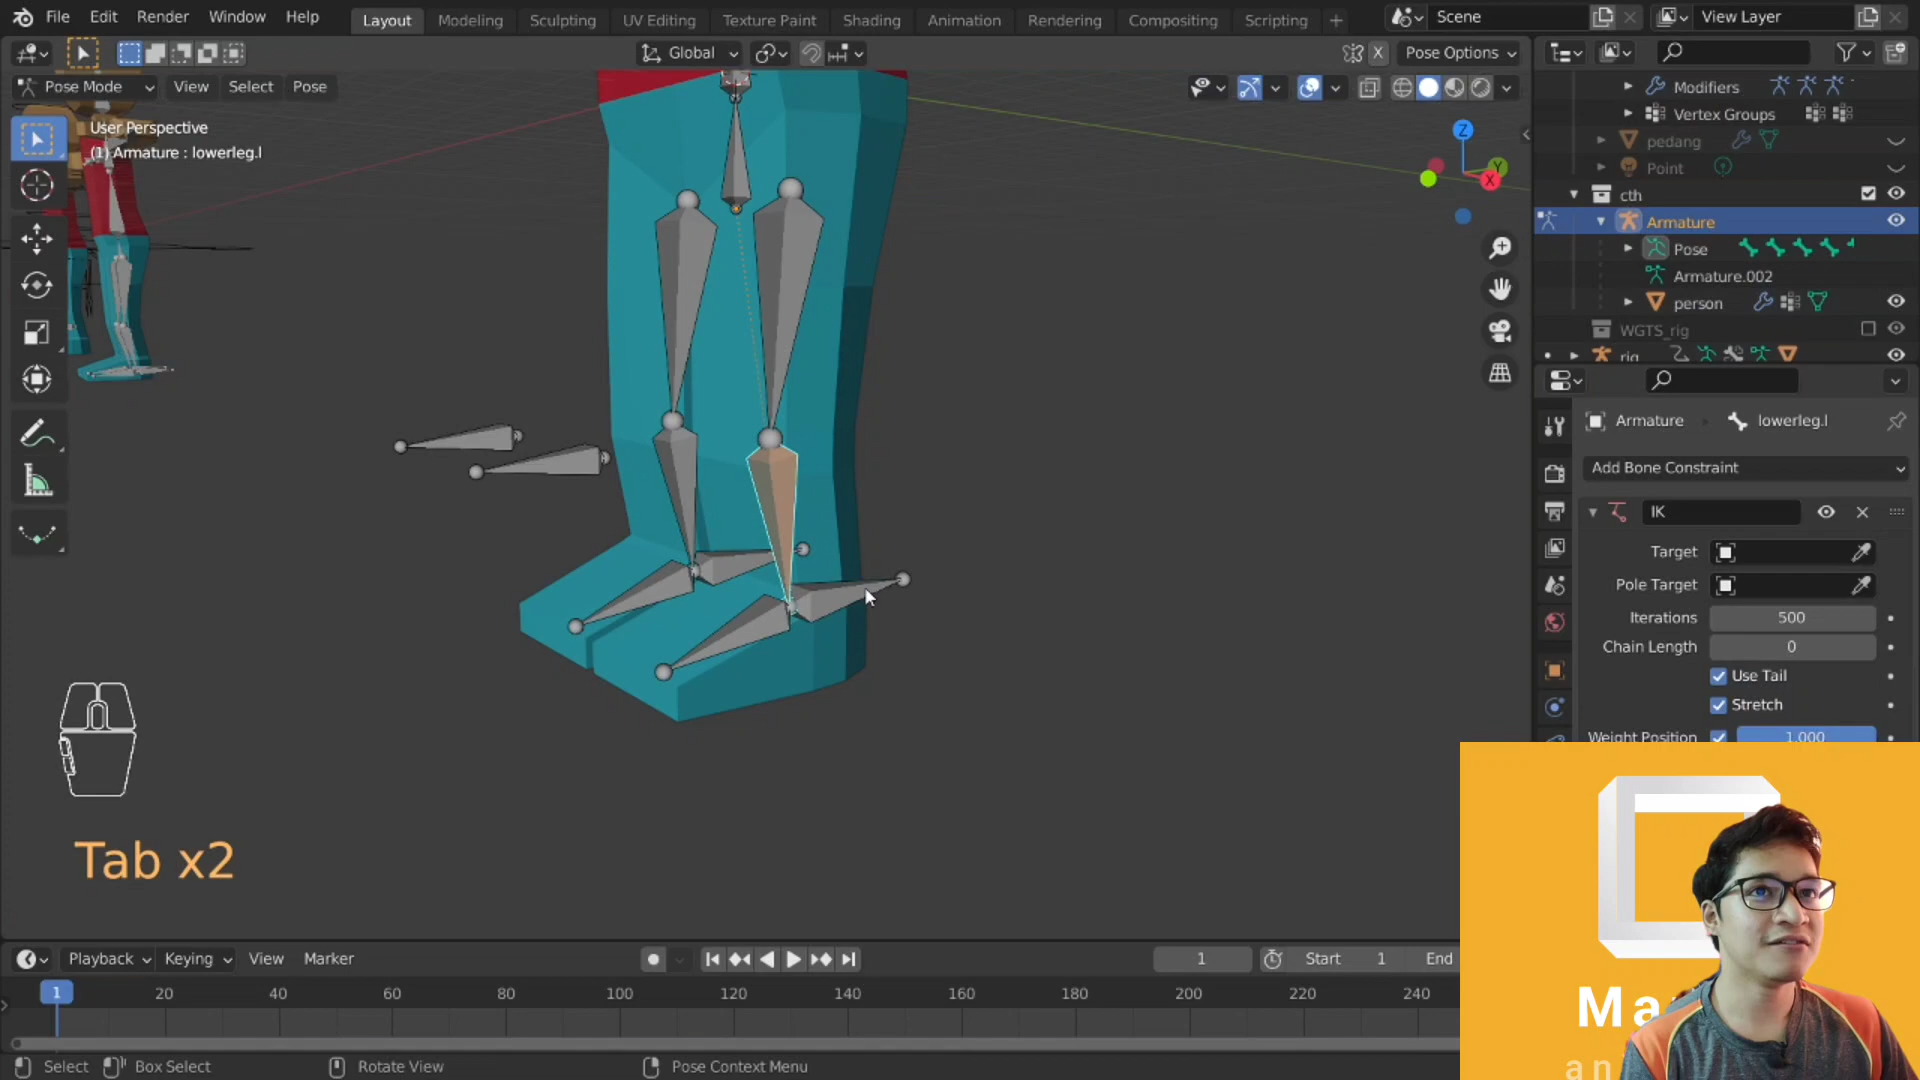 File Edit Render Window Help
Layout Modeling Sculpting UV Editing Texture Paint Shading Animation Rendering Compositing Scripting +
Scene
View Layer
Global
X
Pose Options
Pose Mode
View Select Pose
User Perspective
(1) Armature : lowerleg.l
Z
Y
X
Modifiers
Vertex Groups
pedang
Point
cth
Armature
Pose
Armature.002
person
WGTS_rig
rig
Armature
lowerleg.l
Add Bone Constraint
IK
Target
Pole Target
Iterations 500
Chain Length 0
Use Tail
Stretch
Weight Position 1.000
Tab x2
Playback Keying View Marker
1
Start 1 End
1 20 40 60 80 100 120 140 160 180 200 220 240
Select Box Select Rotate View Pose Context Menu